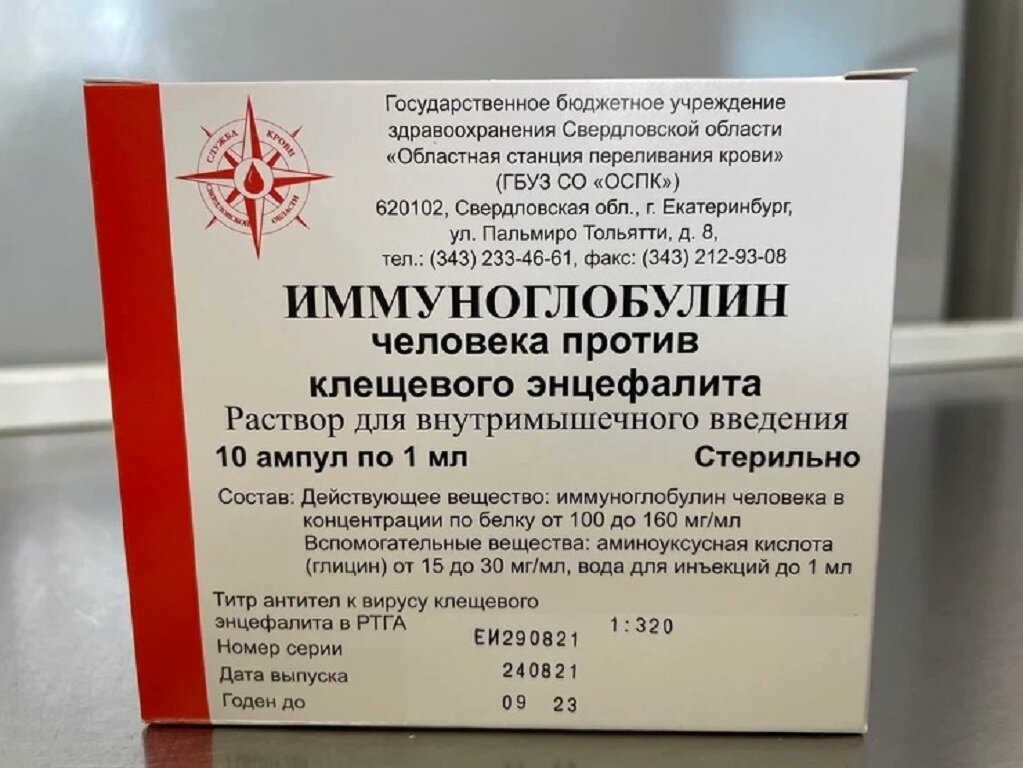 СЛУЖБА КРОВИ
СВЕРДЛОВСКОЙ ОБЛАСТИ
Государственное бюджетное учреждение
здравоохранения Свердловской области
«Областная станция переливания крови»
(ГБУЗ СО «ОСПК»)
620102, Свердловская обл., г. Екатеринбург,
ул. Пальмиро Тольятти, д. 8,
тел.: (343) 233-46-61, факс: (343) 212-93-08
ИММУНОГЛОБУЛИН
человека против
клещевого энцефалита
Раствор для внутримышечного введения
10 ампул по 1 мл Стерильно
Состав: Действующее вещество: иммуноглобулин человека в
концентрации по белку от 100 до 160 мг/мл
Вспомогательные вещества: аминоуксусная кислота
(глицин) от 15 до 30 мг/мл, вода для инъекций до 1 мл
Титр антител к вирусу клещевого
энцефалита в РТГА 1:320
Номер серии ЕИ290821
Дата выпуска 240821
Годен до 09 23